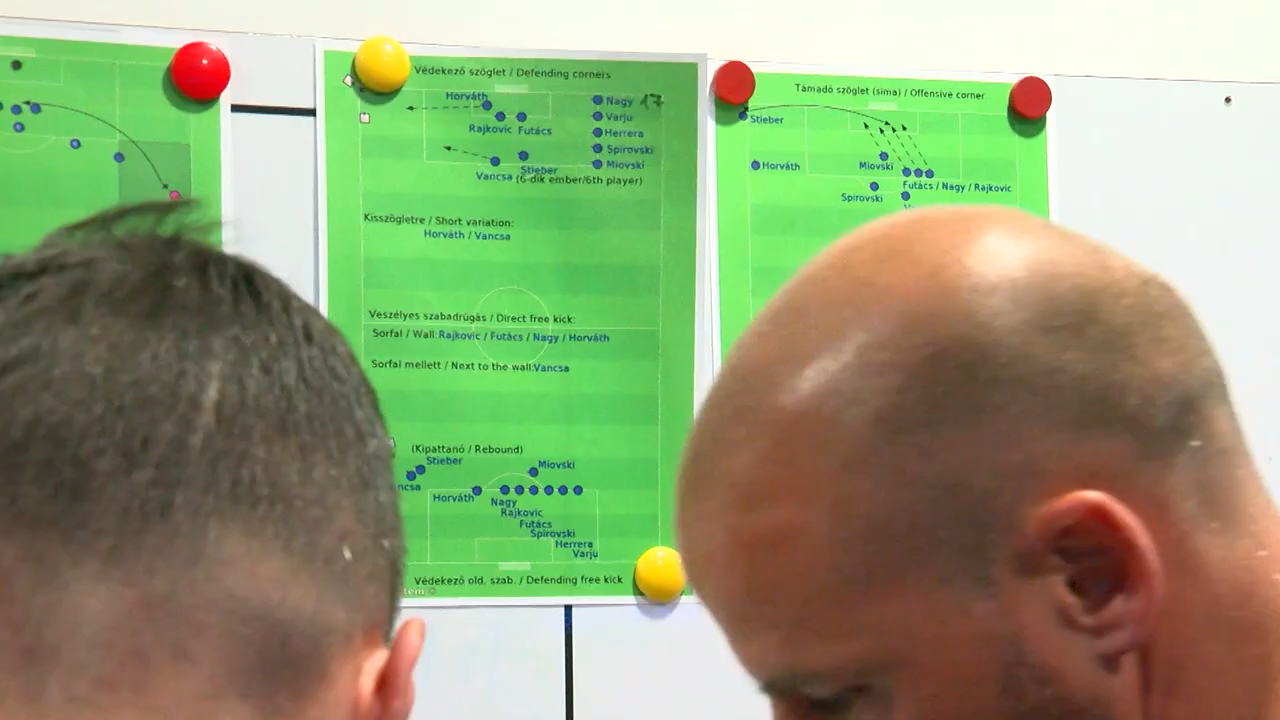 Védekező szöglet / Defending corners
Horváth
Nagy 17
Rajkovic Futács
Varju
Herrera
Spirovski
Stieber
Miovski
Vancsa (6-dik ember/6th player)
Kisszögletre / Short variation:
Horváth / Vancsa
Veszélyes szabadrúgás / Direct free kick:
Sorfal / Wall:Rajkovic / Futács / Nagy / Horváth
Sorfal mellett / Next to the wall:Vancsa
(Kipattanó / Rebound)
Stieber
Miovski
Horváth
Nagy
Rajkovic
Futács
Spirovski
Herrera
Varju
Védekező old. szab. / Defending free kick
Támadó szöglet (sima) / Offensive corner
Stieber
Horváth
Miovski
Futács / Nagy / Rajkovic
Spirovski